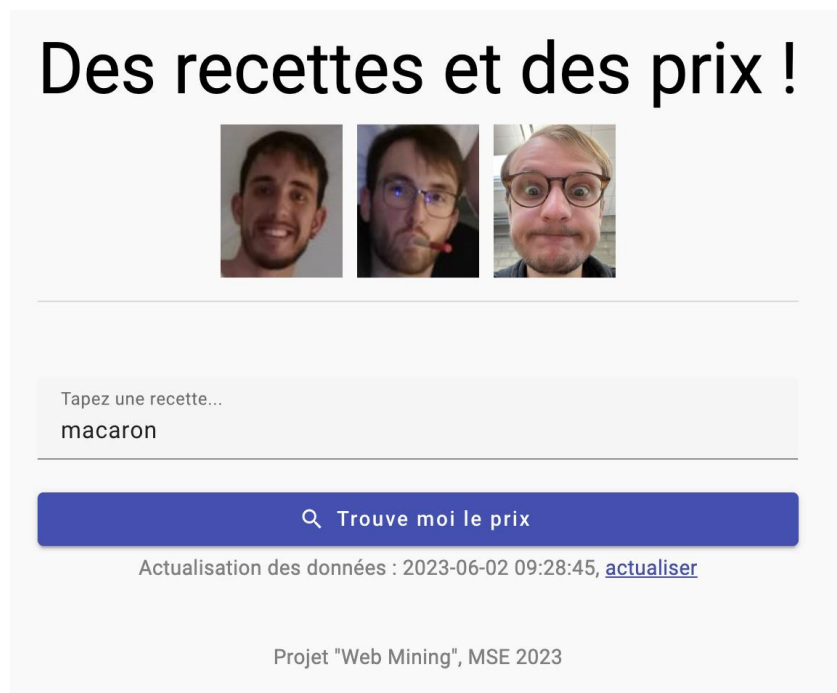 Des recettes et des prix !
Tapez une recette...
macaron
Trouve moi le prix
Actualisation des données : 2023-06-02 09:28:45, actualiser
Projet "Web Mining", MSE 2023